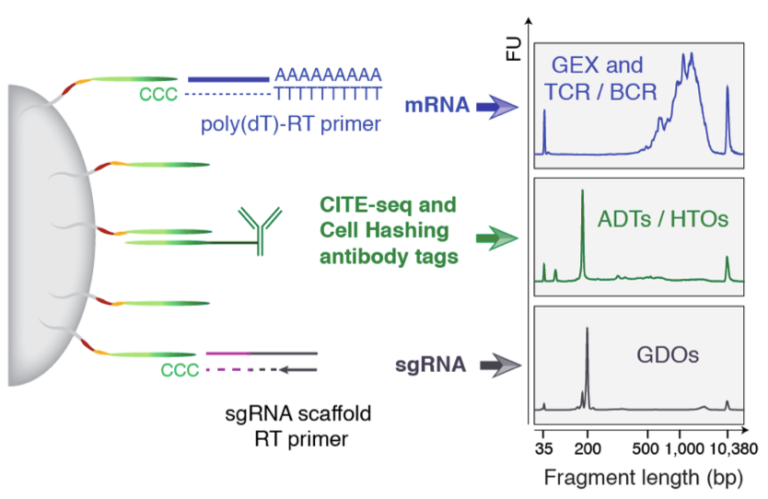 AAAAAAAAA
CCC
TTTTTTTTTT
poly(dT)-RT primer
mRNA
CITE-seq and
Cell Hashing
antibody tags
CCC
sgRNA
sgRNA scaffold
RT primer
FU
GEX and
TCR / BCR
ADTs / HTOs
GDOs
35 200 500 1,000 10,380
Fragment length (bp)